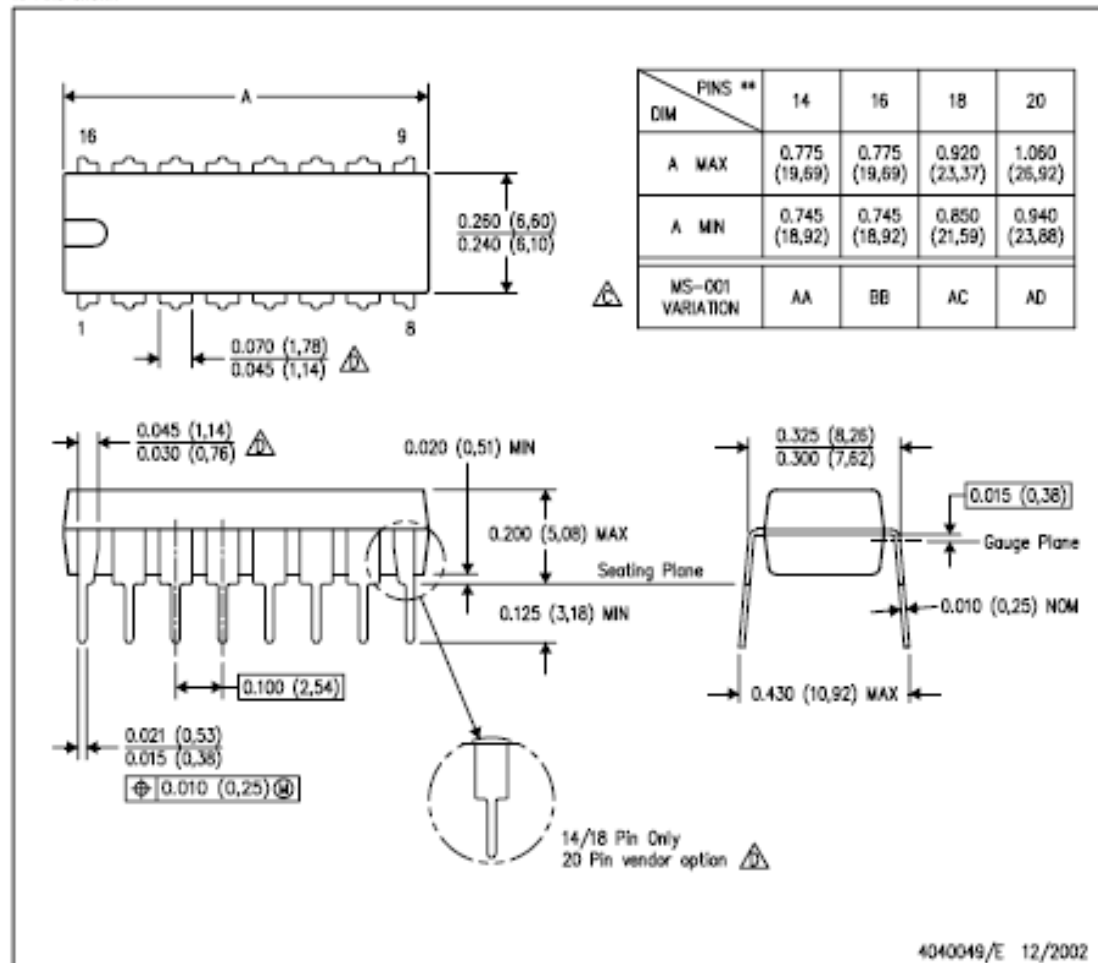 A
16
9
0.260 (6,60)
0.240 (6,10)
1
8
0.070 (1,78)
0.045 (1,14) D
PINS **
DIM
14 16 18 20
A MAX
0.775 (19,69)
0.775 (19,69)
0.920 (23,37)
1.060 (26,92)
A MIN
0.745 (18,92)
0.745 (18,92)
0.850 (21,59)
0.940 (23,88)
C
MS-001
VARIATION
AA BB AC AD
0.045 (1,14)
0.030 (0,76) D
0.020 (0,51) MIN
0.200 (5,08) MAX
Seating Plane
0.125 (3,18) MIN
0.100 (2,54)
0.021 (0,53)
0.015 (0,38)
0.010 (0,25) M
0.325 (8,26)
0.300 (7,62)
0.015 (0,38)
Gauge Plane
0.010 (0,25) NOM
0.430 (10,92) MAX
14/18 Pin Only
20 Pin vendor option D
4040049/E 12/2002